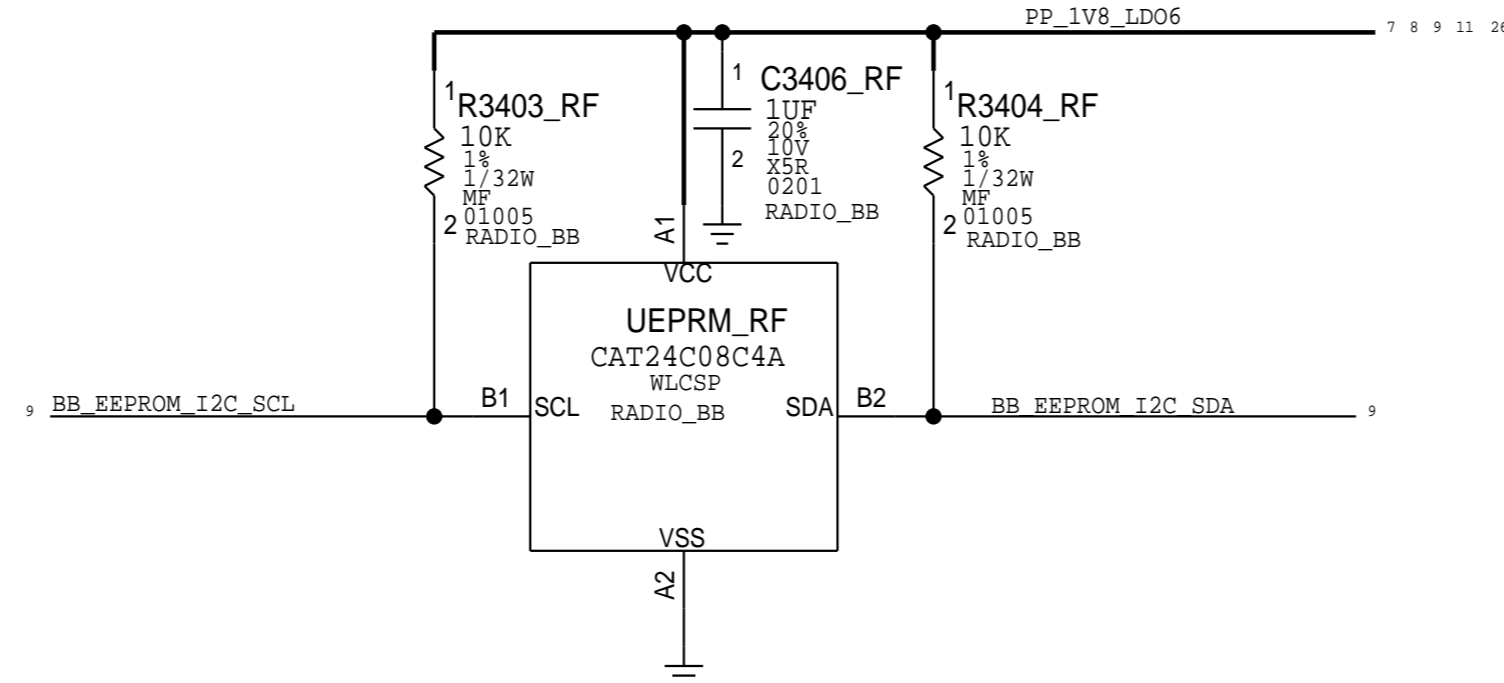 PP_1V8_LDO6
7 8 9 11 26
1
R3403_RF
10K
1%
1/32W
MF
01005
2
RADIO_BB
1
C3406_RF
1UF
20%
10V
X5R
0201
2
RADIO_BB
1
R3404_RF
10K
1%
1/32W
MF
01005
2
RADIO_BB
A1
VCC
UEPRM_RF
CAT24C08C4A
WLCSP
RADIO_BB
9 BB_EEPROM_I2C_SCL
B1
SCL
SDA
B2
BB_EEPROM_I2C_SDA 9
VSS
A2